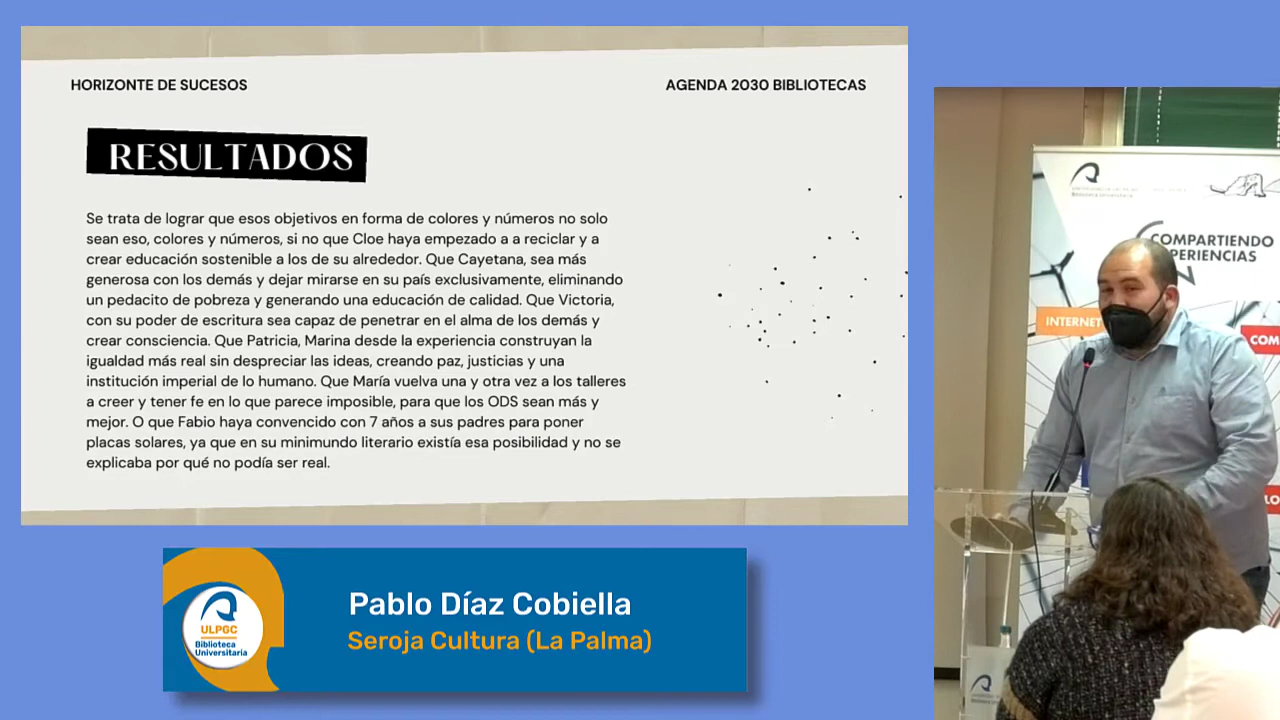 HORIZONTE DE SUCESOS
AGENDA 2030 BIBLIOTECAS
RESULTADOS
Se trata de lograr que esos objetivos en forma de colores y números no solo
sean eso, colores y números, si no que Cloe haya empezado a a reciclar y a
crear educación sostenible a los de su alrededor. Que Cayetana, sea más
generosa con los demás y dejar mirarse en su país exclusivamente, eliminando
un pedacito de pobreza y generando una educación de calidad. Que Victoria,
con su poder de escritura sea capaz de penetrar en el alma de los demás y
crear consciencia. Que Patricia, Marina desde la experiencia construyan la
igualdad más real sin despreciar las ideas, creando paz, justicias y una
institución imperial de lo humano. Que María vuelva una y otra vez a los talleres
a creer y tener fe en lo que parece imposible, para que los ODS sean más y
mejor. O que Fabio haya convencido con 7 años a sus padres para poner
placas solares, ya que en su minimundo literario existía esa posibilidad y no se
explicaba por qué no podía ser real.
COMPARTIENDO
PERIENCIAS
INTERNET
COM
LO
Pablo Díaz Cobiella
Seroja Cultura (La Palma)
ULPGC
Biblioteca
Universitaria